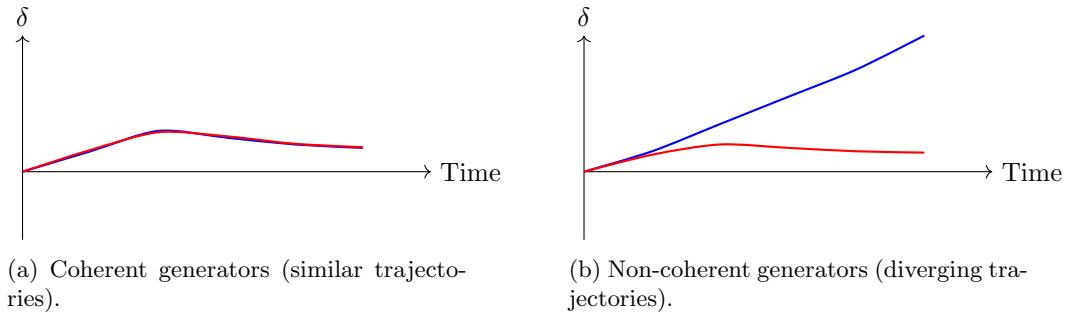 δ
Time
(a) Coherent generators (similar trajecto-
ries).
δ
Time
(b) Non-coherent generators (diverging tra-
jectories).